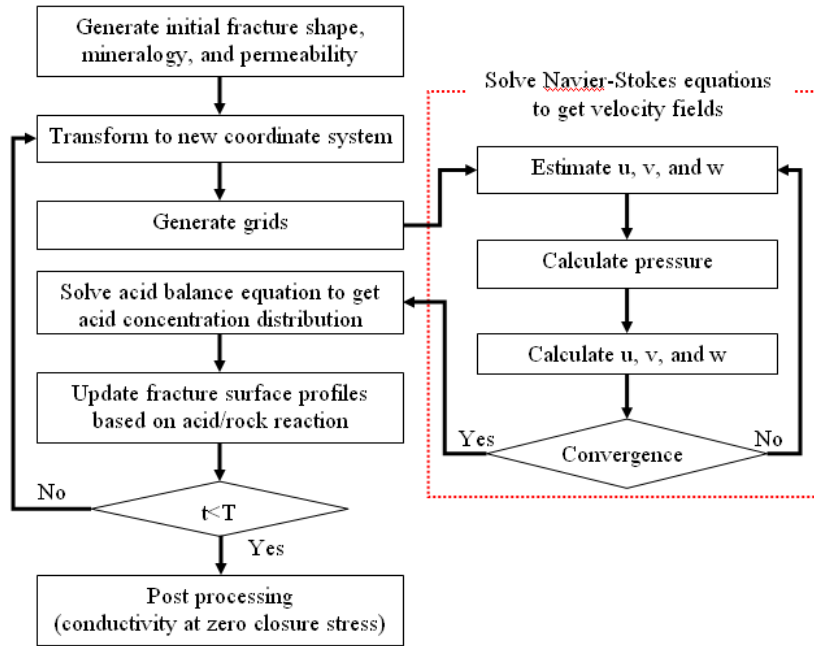 Generate initial fracture shape,
mineralogy, and permeability
Transform to new coordinate system
Generate grids
Solve Navier-Stokes equations
to get velocity fields
Estimate u, v, and w
Calculate pressure
Calculate u, v, and w
Convergence
Yes
No
Solve acid balance equation to get
acid concentration distribution
Update fracture surface profiles
based on acid/rock reaction
t<T
No
Yes
Post processing
(conductivity at zero closure stress)